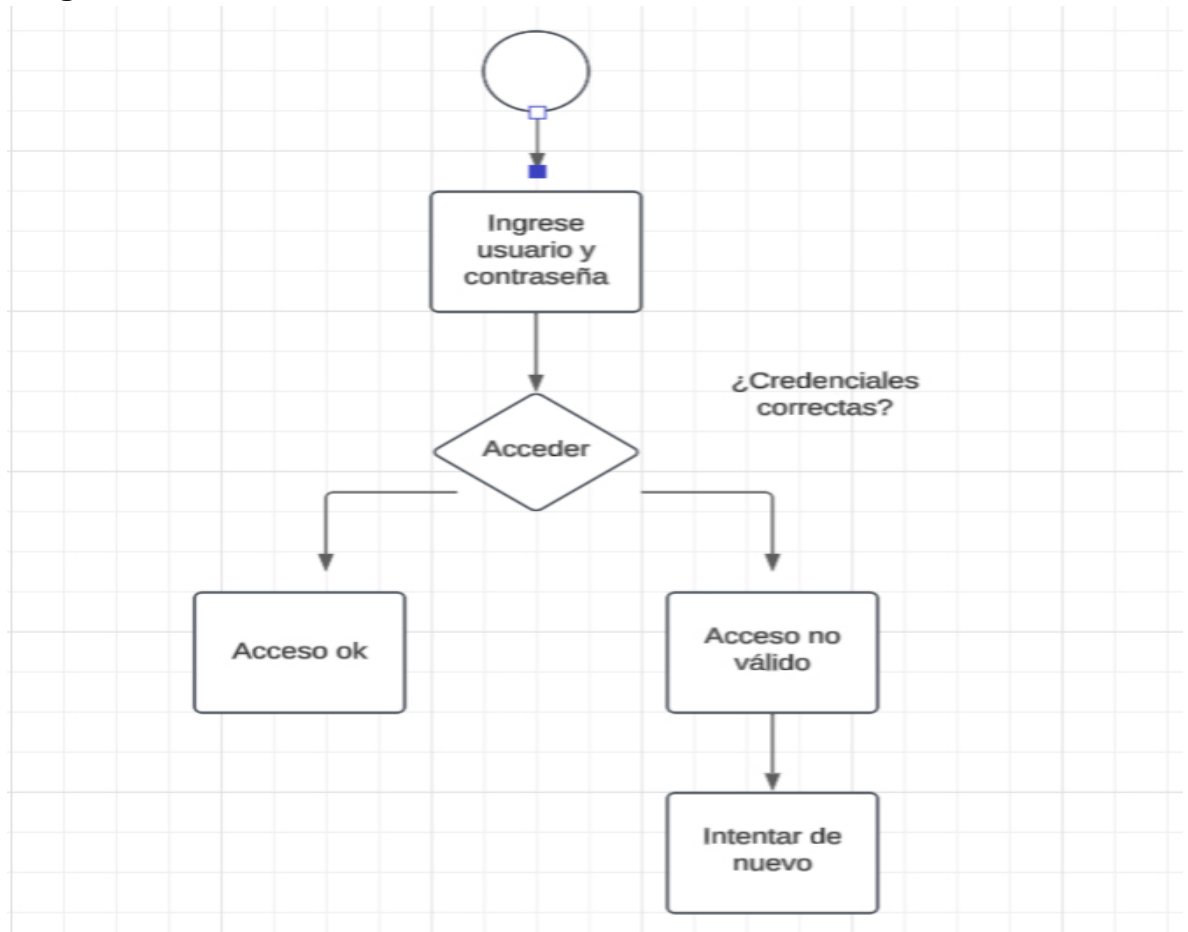 Ingrese
usuario y
contraseña
¿Credenciales
correctas?
Acceder
Acceso ok
Acceso no
válido
Intentar de
nuevo